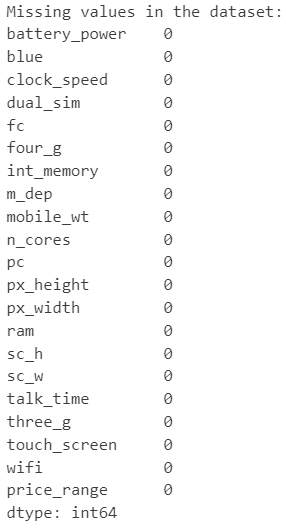 Missing values in the dataset:
battery_power    0
blue             0
clock_speed      0
dual_sim         0
fc               0
four_g           0
int_memory       0
m_dep            0
mobile_wt        0
n_cores          0
pc               0
px_height        0
px_width         0
ram              0
sc_h             0
sc_w             0
talk_time        0
three_g          0
touch_screen     0
wifi             0
price_range      0
dtype: int64